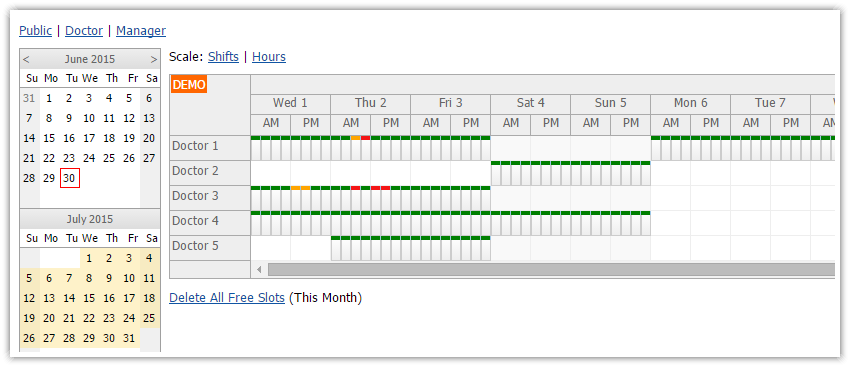 Public | Doctor | Manager
< June 2015 >
Su Mo Tu We Th Fr Sa
31 1 2 3 4 5 6
7 8 9 10 11 12 13
14 15 16 17 18 19 20
21 22 23 24 25 26 27
28 29 30
July 2015
Su Mo Tu We Th Fr Sa
1 2 3 4
5 6 7 8 9 10 11
12 13 14 15 16 17 18
19 20 21 22 23 24 25
26 27 28 29 30 31
Scale: Shifts | Hours
DEMO
Wed 1 Thu 2 Fri 3 Sat 4 Sun 5 Mon 6 Tue 7
AM PM AM PM AM PM AM PM AM PM AM PM AM PM
Doctor 1
Doctor 2
Doctor 3
Doctor 4
Doctor 5
Delete All Free Slots (This Month)